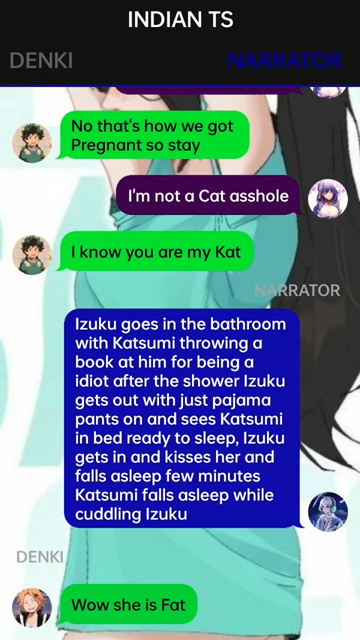 INDIAN TS
DENKI
NARRATOR
No that's how we got
Pregnant so stay
I'm not a Cat asshole
I know you are my Kat
NARRATOR
Izuku goes in the bathroom
with Katsumi throwing a
book at him for being a
idiot after the shower Izuku
gets out with just pajama
pants on and sees Katsumi
in bed ready to sleep, Izuku
gets in and kisses her and
falls asleep few minutes
Katsumi falls asleep while
cuddling Izuku
DENKI
Wow she is Fat